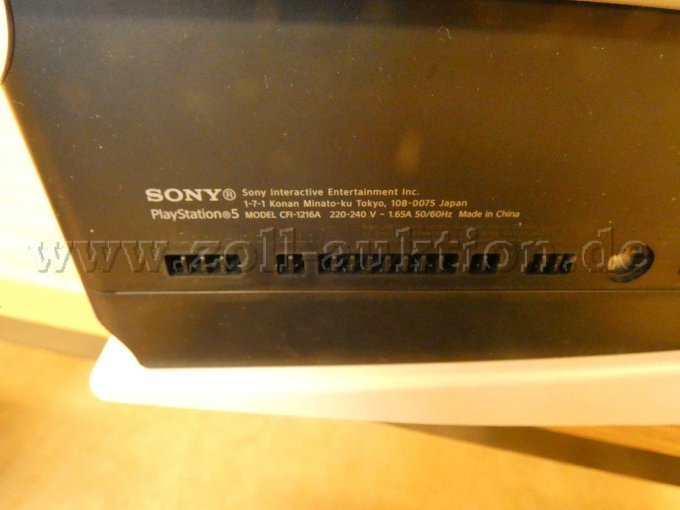 SONY® Sony Interactive Entertainment Inc.
1-7-1 Konan Minato-ku Tokyo, 108-0075 Japan
PlayStation®5 MODEL CFI-1216A 220-240 V ~ 1.65A 50/60Hz Made in China
www.zoll-auktion.de